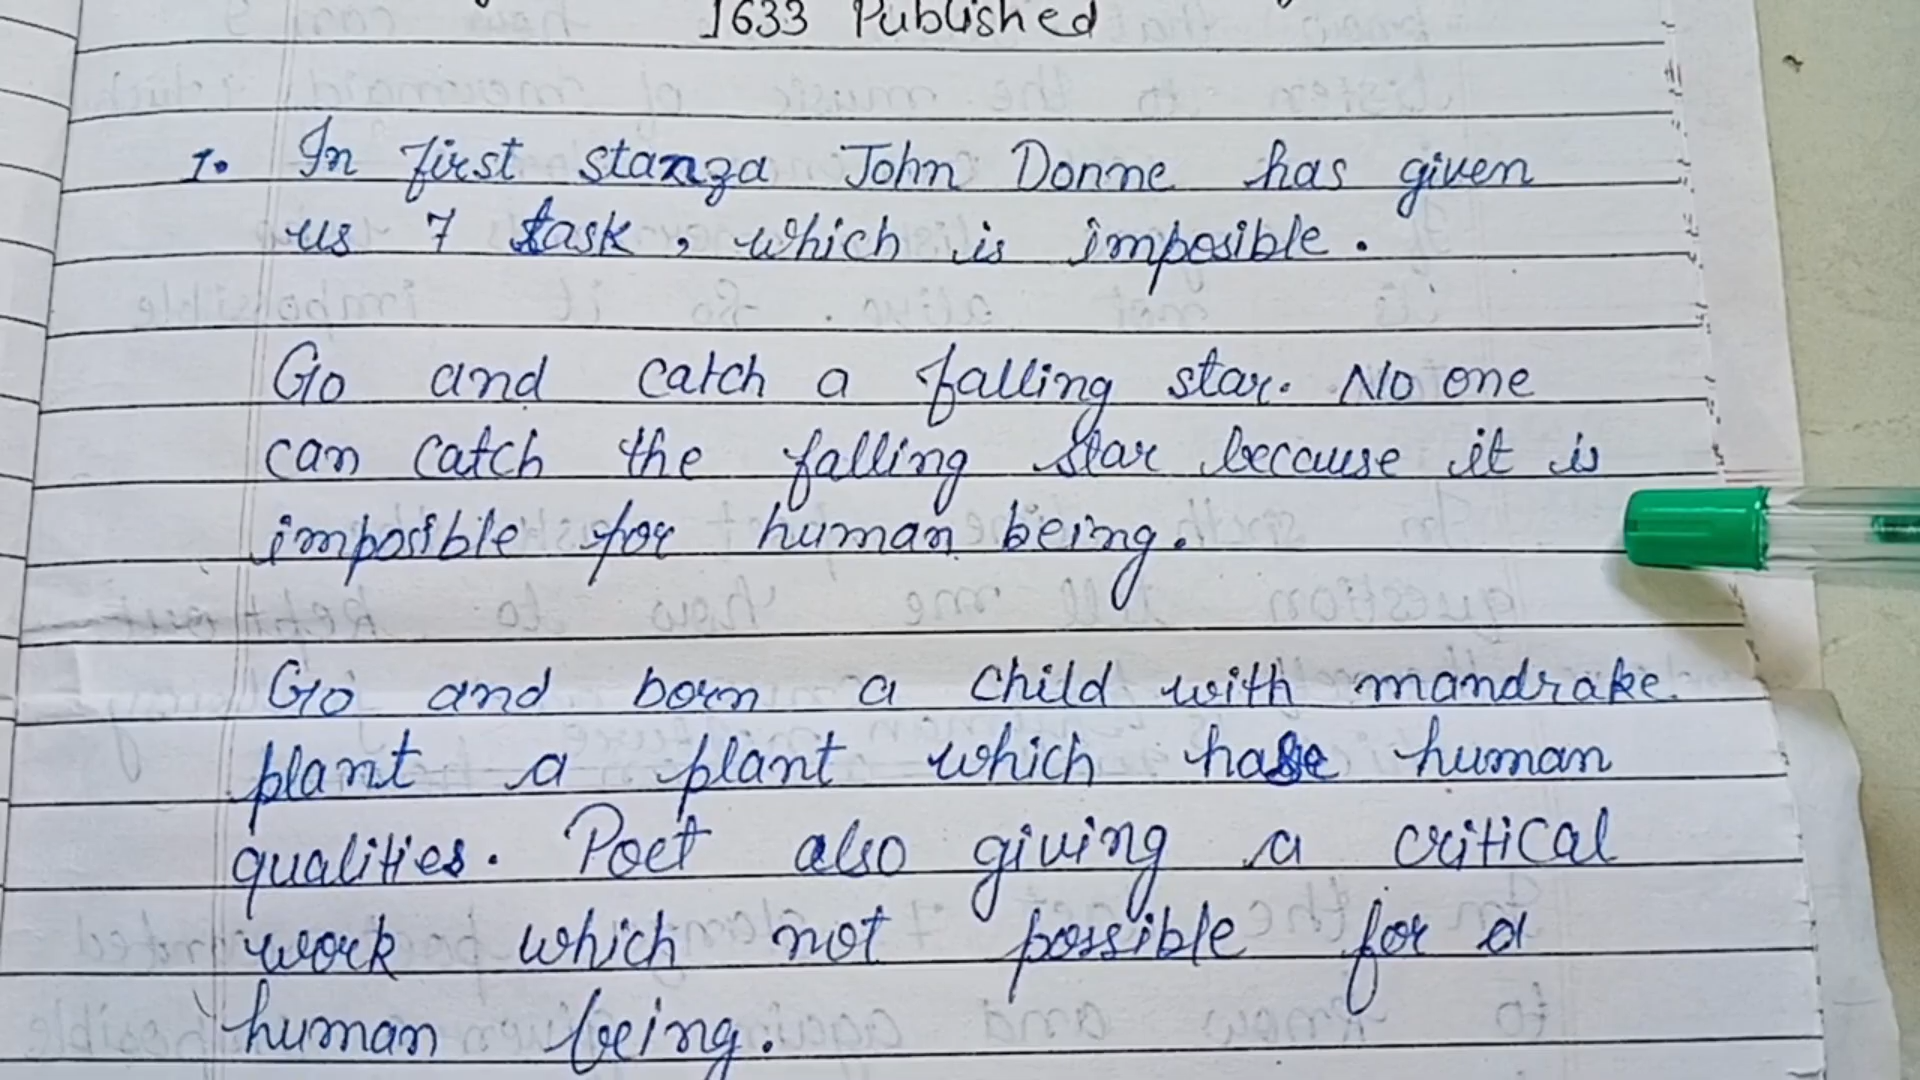 1633 Published
1. In first stanza John Donne has given
us 7 task, which is imposible.
Go and catch a falling star. No one
can catch the falling star because it is
impossible for human being.
Go and born a child with mandrake.
plant a plant which have human
qualities. Poet also giving a critical
work which not possible for a
human being.